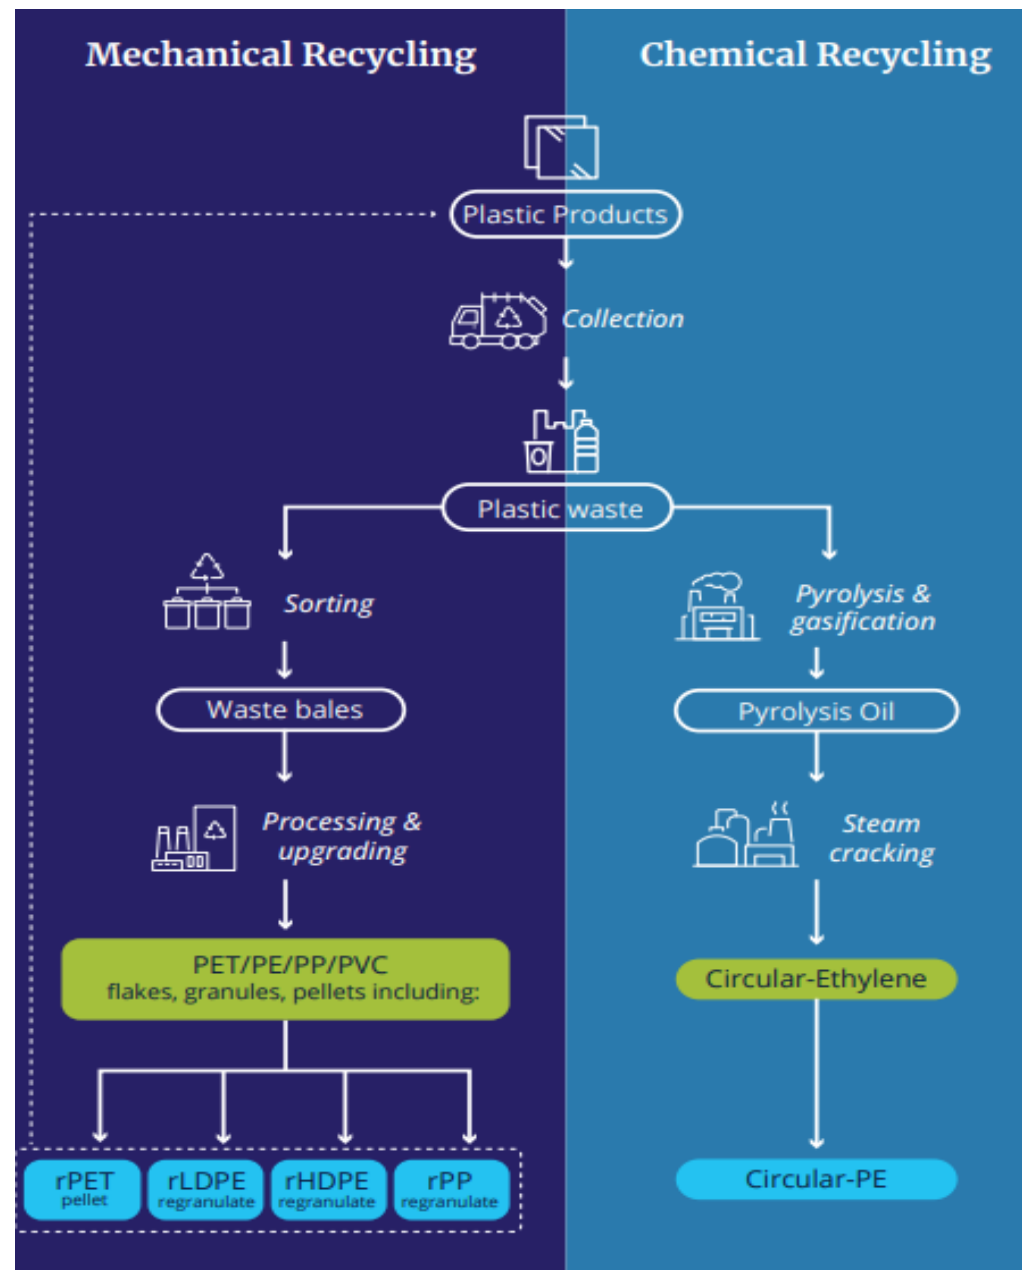 Mechanical Recycling
Chemical Recycling
Plastic Products
Collection
Plastic waste
Sorting
Pyrolysis &
gasification
Waste bales
Pyrolysis Oil
Processing &
upgrading
Steam
cracking
PET/PE/PP/PVC
flakes, granules, pellets including:
Circular-Ethylene
rPET
pellet
rLDPE
regranulate
rHDPE
regranulate
rPP
regranulate
Circular-PE